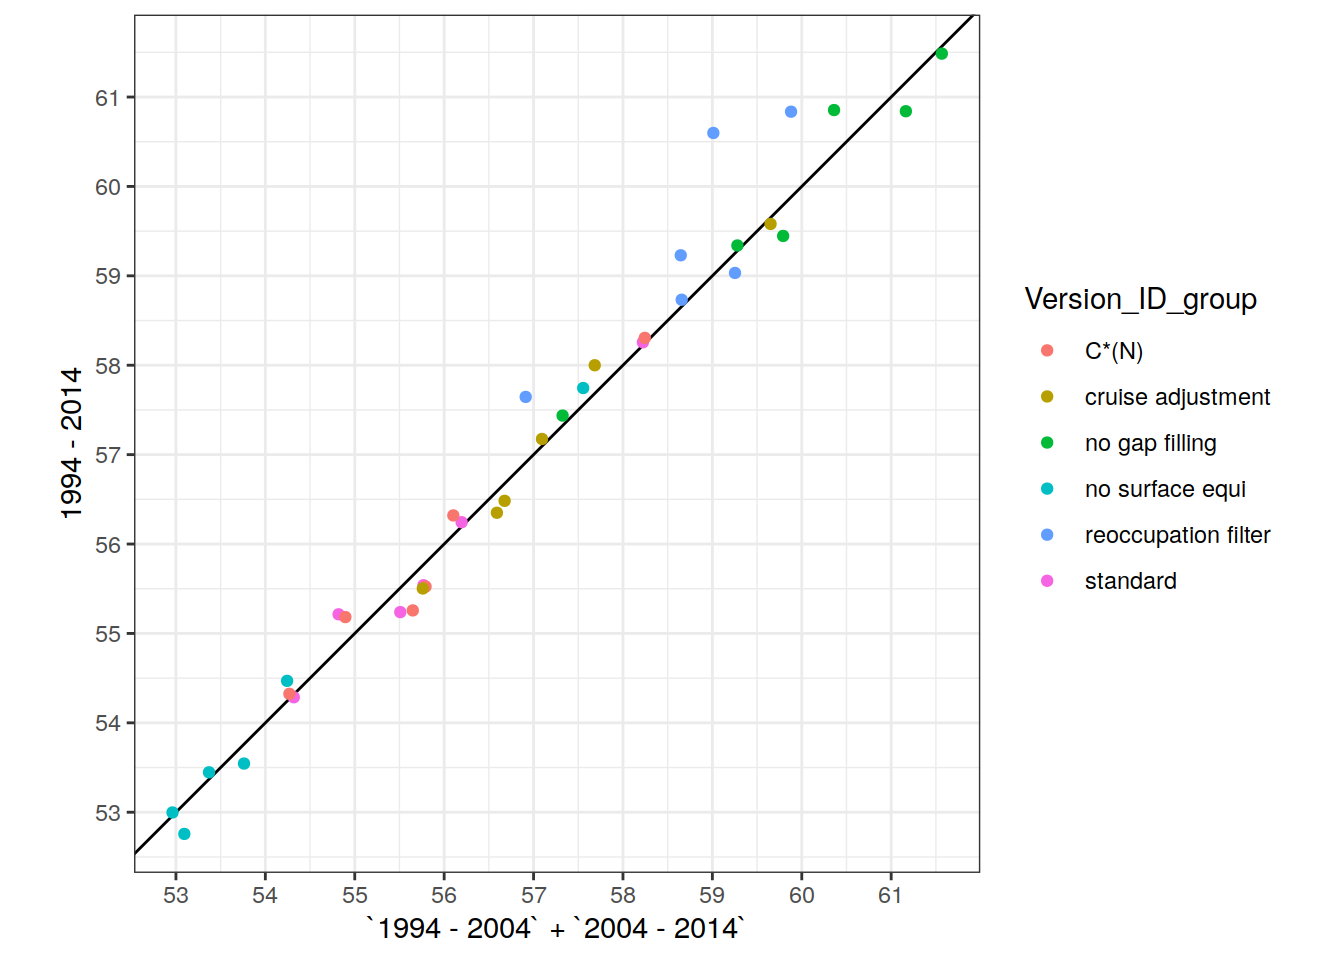 61
60
59
58
57
56
55
54
53
1994 - 2014
53 54 55 56 57 58 59 60 61
`1994 - 2004` + `2004 - 2014`
Version_ID_group
C*(N)
cruise adjustment
no gap filling
no surface equi
reoccupation filter
standard